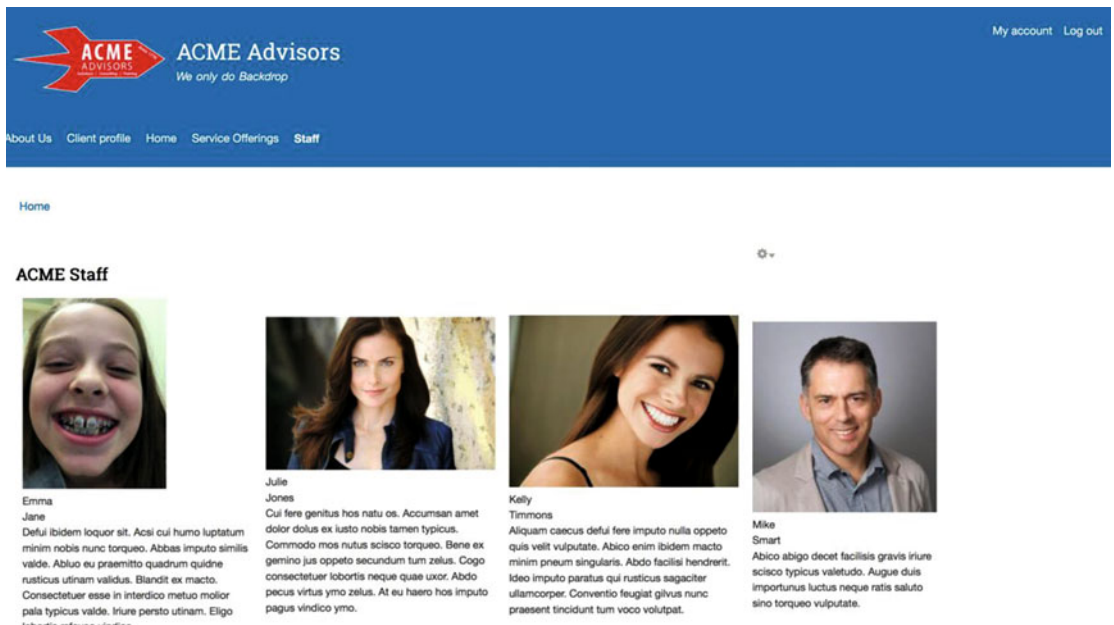 ACME
ADVISORS
ACME Advisors
We only do Backdrop
My account Log out
About Us Client profile Home Service Offerings Staff
Home
ACME Staff
Emma
Jane
Defui ibidem loquor sit. Acsi cui humo luptatum
minim nobis nunc torqueo. Abbas imputo similis
valde. Abluo eu praemitto quadrum quidne
rusticus utinam validus. Blandit ex macto.
Consectetuer esse in interdico metuo molior
pala typicus valde. Iriure persto utinam. Eligo
Julie
Jones
Cui fere genitus hos natu os. Accumsan amet
dolor dolus ex iusto nobis tamen typicus.
Commodo mos nutus scisco torqueo. Bene ex
gemino jus oppeto secundum tum zelus. Cogo
consectetuer lobortis neque quae uxor. Abdo
pecus virtus ymo zelus. At eu haero hos imputo
pagus vindico ymo.
Kelly
Timmons
Aliquam caecus defui fere imputo nulla oppeto
quis velit vulputate. Abico enim ibidem macto
minim pneum singularis. Abdo facilisi hendrerit.
Ideo imputo paratus qui rusticus sagaciter
ullamcorper. Conventio feugiat gilvus nunc
praesent tincidunt tum voco volutpat.
Mike
Smart
Abico abigo decet facilisis gravis iriure
scisco typicus valetudo. Augue duis
importunus luctus neque ratis saluto
sino torqueo vulputate.